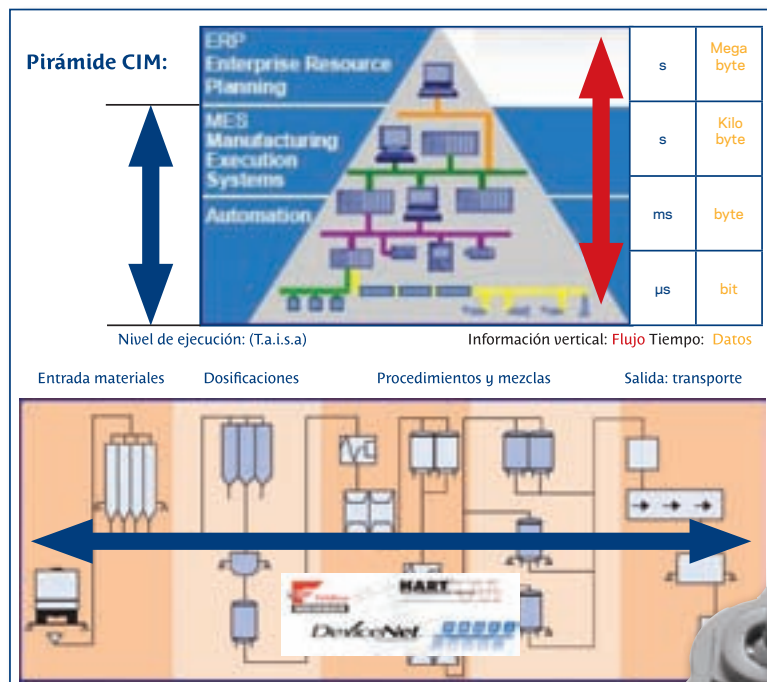 Pirámide CIM:
ERP
Enterprise Resource
Planning
MES
Manufacturing
Execution
Systems
Automation
s
Mega
byte
s
Kilo
byte
ms
byte
µs
bit
Nivel de ejecución: (T.a.i.sa)
Información vertical: Flujo Tiempo: Datos
Entrada materiales
Dosificaciones
Procedimientos y mezclas
Salida: transporte
HART
DeviceNet